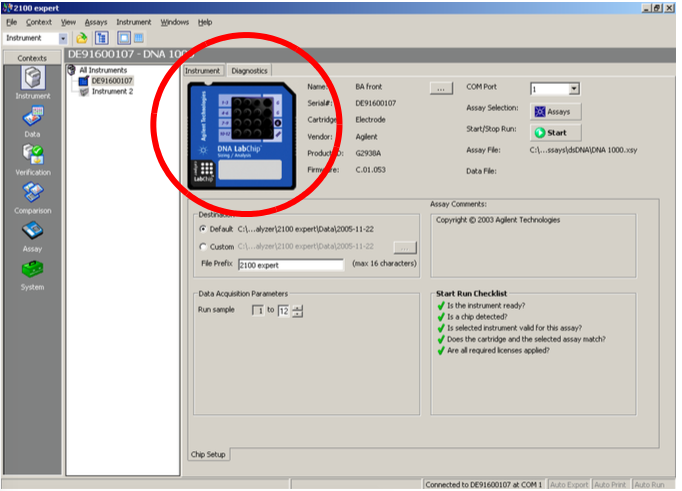 2100 expert
File Context View Assays Instrument Windows Help
Instrument
Contexts
DE91600107 - DNA 10
Instrument
Data
Verification
Comparison
Assay
System
All Instruments
DE91600107
Instrument 2
Instrument Diagnostics
Agilent Technologies
DNA LabChip
Sizing / Analysis
LabChip
Name: BA front ...
Serial#: DE91600107
Cartridge Electrode
Vendor: Agilent
Product ID: G2938A
Firmware: C.01.053
COM Port 1
Assay Selection: Assays
Start/Stop Run: Start
Assay File: C:\...ssays\dsDNA\DNA 1000.xsy
Data File:
Destination
Default C:\...alyzer\2100 expert\Data\2005-11-22
Custom C:\...alyzer\2100 expert\Data\2005-11-22 ...
File Prefix 2100 expert (max 16 characters)
Assay Comments:
Copyright © 2003 Agilent Technologies
Data Acquisition Parameters
Run sample 1 to 12
Start Run Checklist
Is the instrument ready?
Is a chip detected?
Is selected instrument valid for this assay?
Does the cartridge and the selected assay match?
Are all required licenses applied?
Chip Setup
Connected to DE91600107 at COM 1 Auto Export Auto Print Auto Run